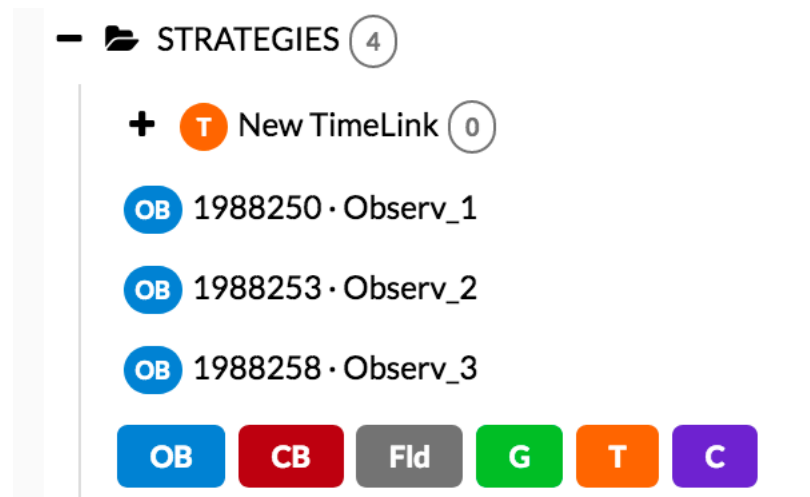 STRATEGIES 4
T New TimeLink 0
OB 1988250 · Observ_1
OB 1988253 · Observ_2
OB 1988258 · Observ_3
OB CB Fld G T C